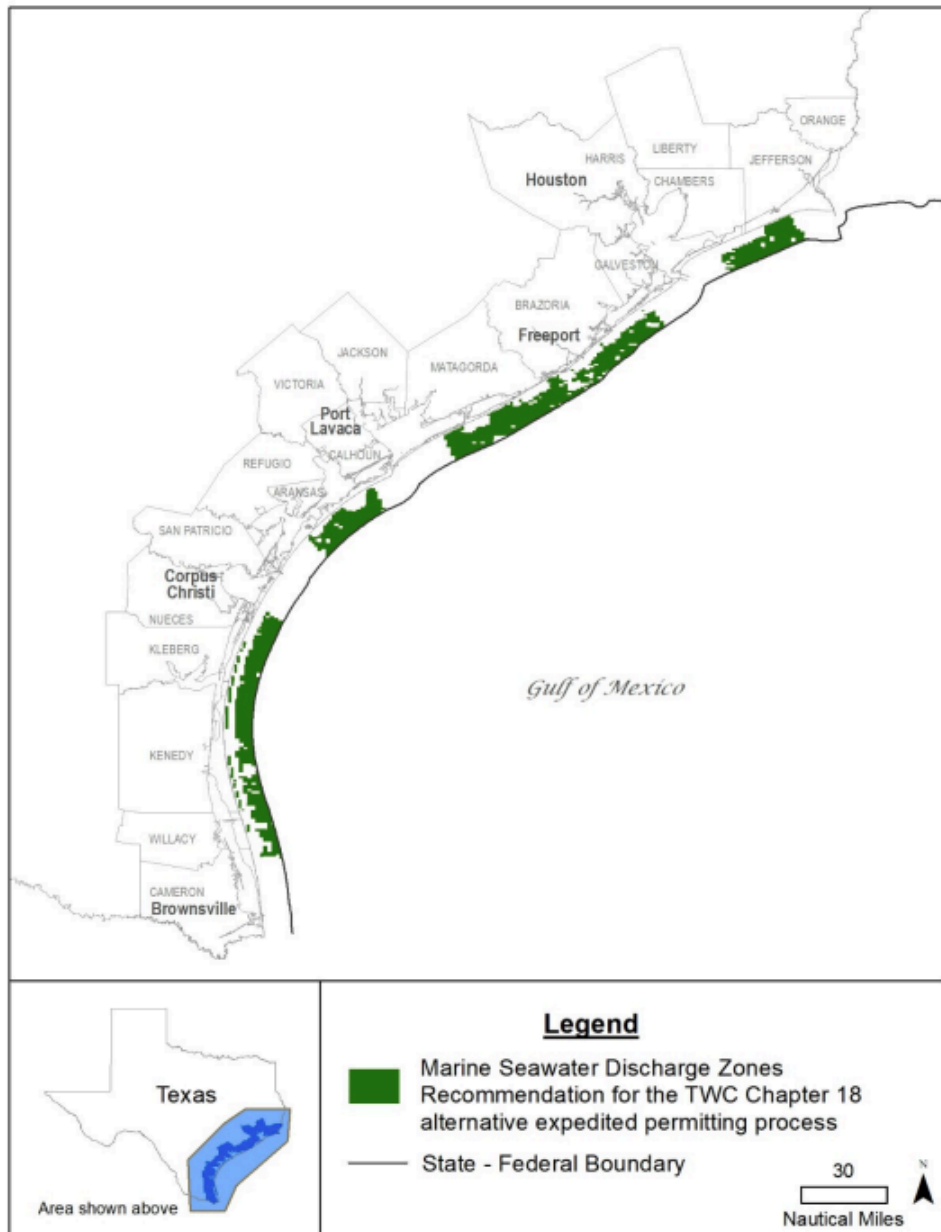 ORANGE
LIBERTY
HARRIS
JEFFERSON
Houston
CHAMBERS
GALVESTON
BRAZORIA
Freeport
JACKSON
MATAGORDA
VICTORIA
Port
Lavaca
CALHOUN
REFUGIO
ARANSAS
SAN PATRICIO
Corpus
Christi
NUECES
KLEBERG
Gulf of Mexico
KENEDY
WILLACY
CAMERON
Brownsville
Texas
Area shown above
Legend
Marine Seawater Discharge Zones
Recommendation for the TWC Chapter 18
alternative expedited permitting process
State - Federal Boundary
30
Nautical Miles
N